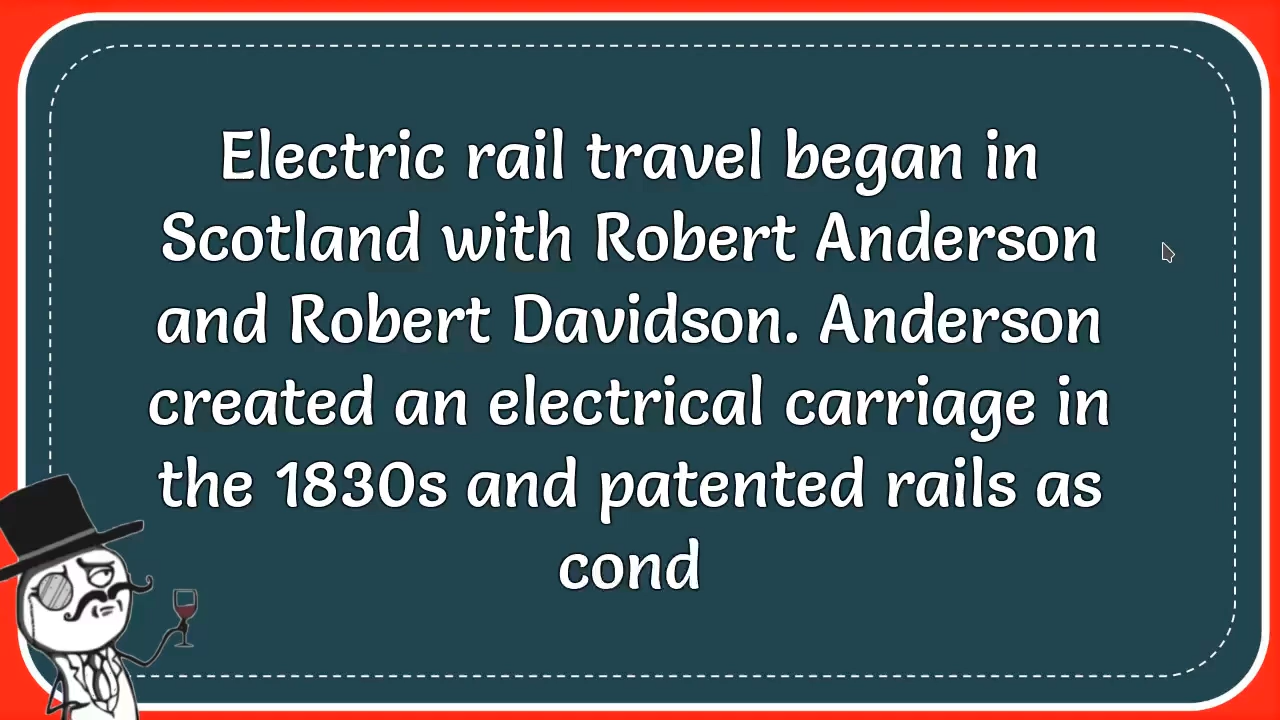 Electric rail travel began in
Scotland with Robert Anderson
and Robert Davidson. Anderson
created an electrical carriage in
the 1830s and patented rails as
cond